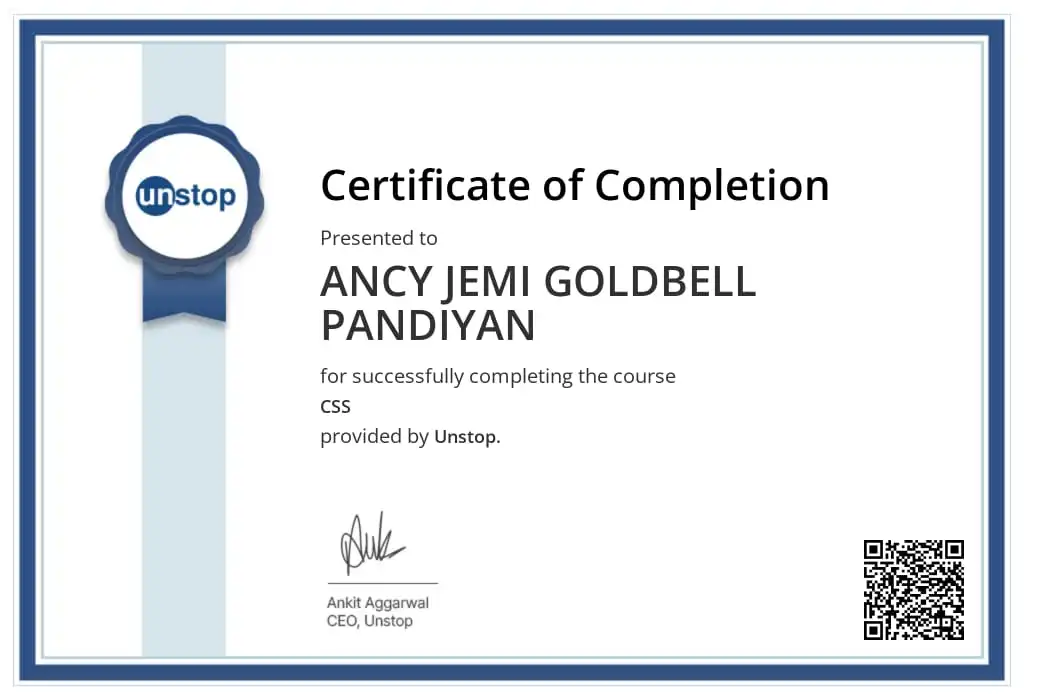 unstop
Certificate of Completion
Presented to
ANCY JEMI GOLDBELL
PANDIYAN
for successfully completing the course
CSS
provided by Unstop.
Ankit Aggarwal
CEO, Unstop